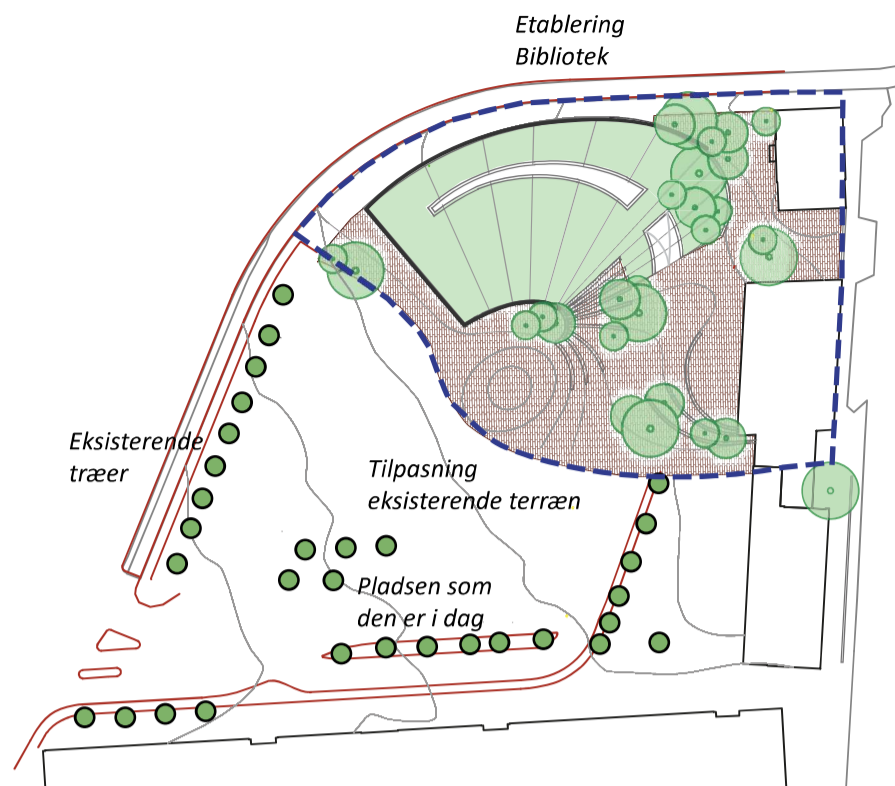 Etablering
Bibliotek
Eksisterende
træer
Tilpasning
eksisterende terræn
Pladsen som
den er i dag